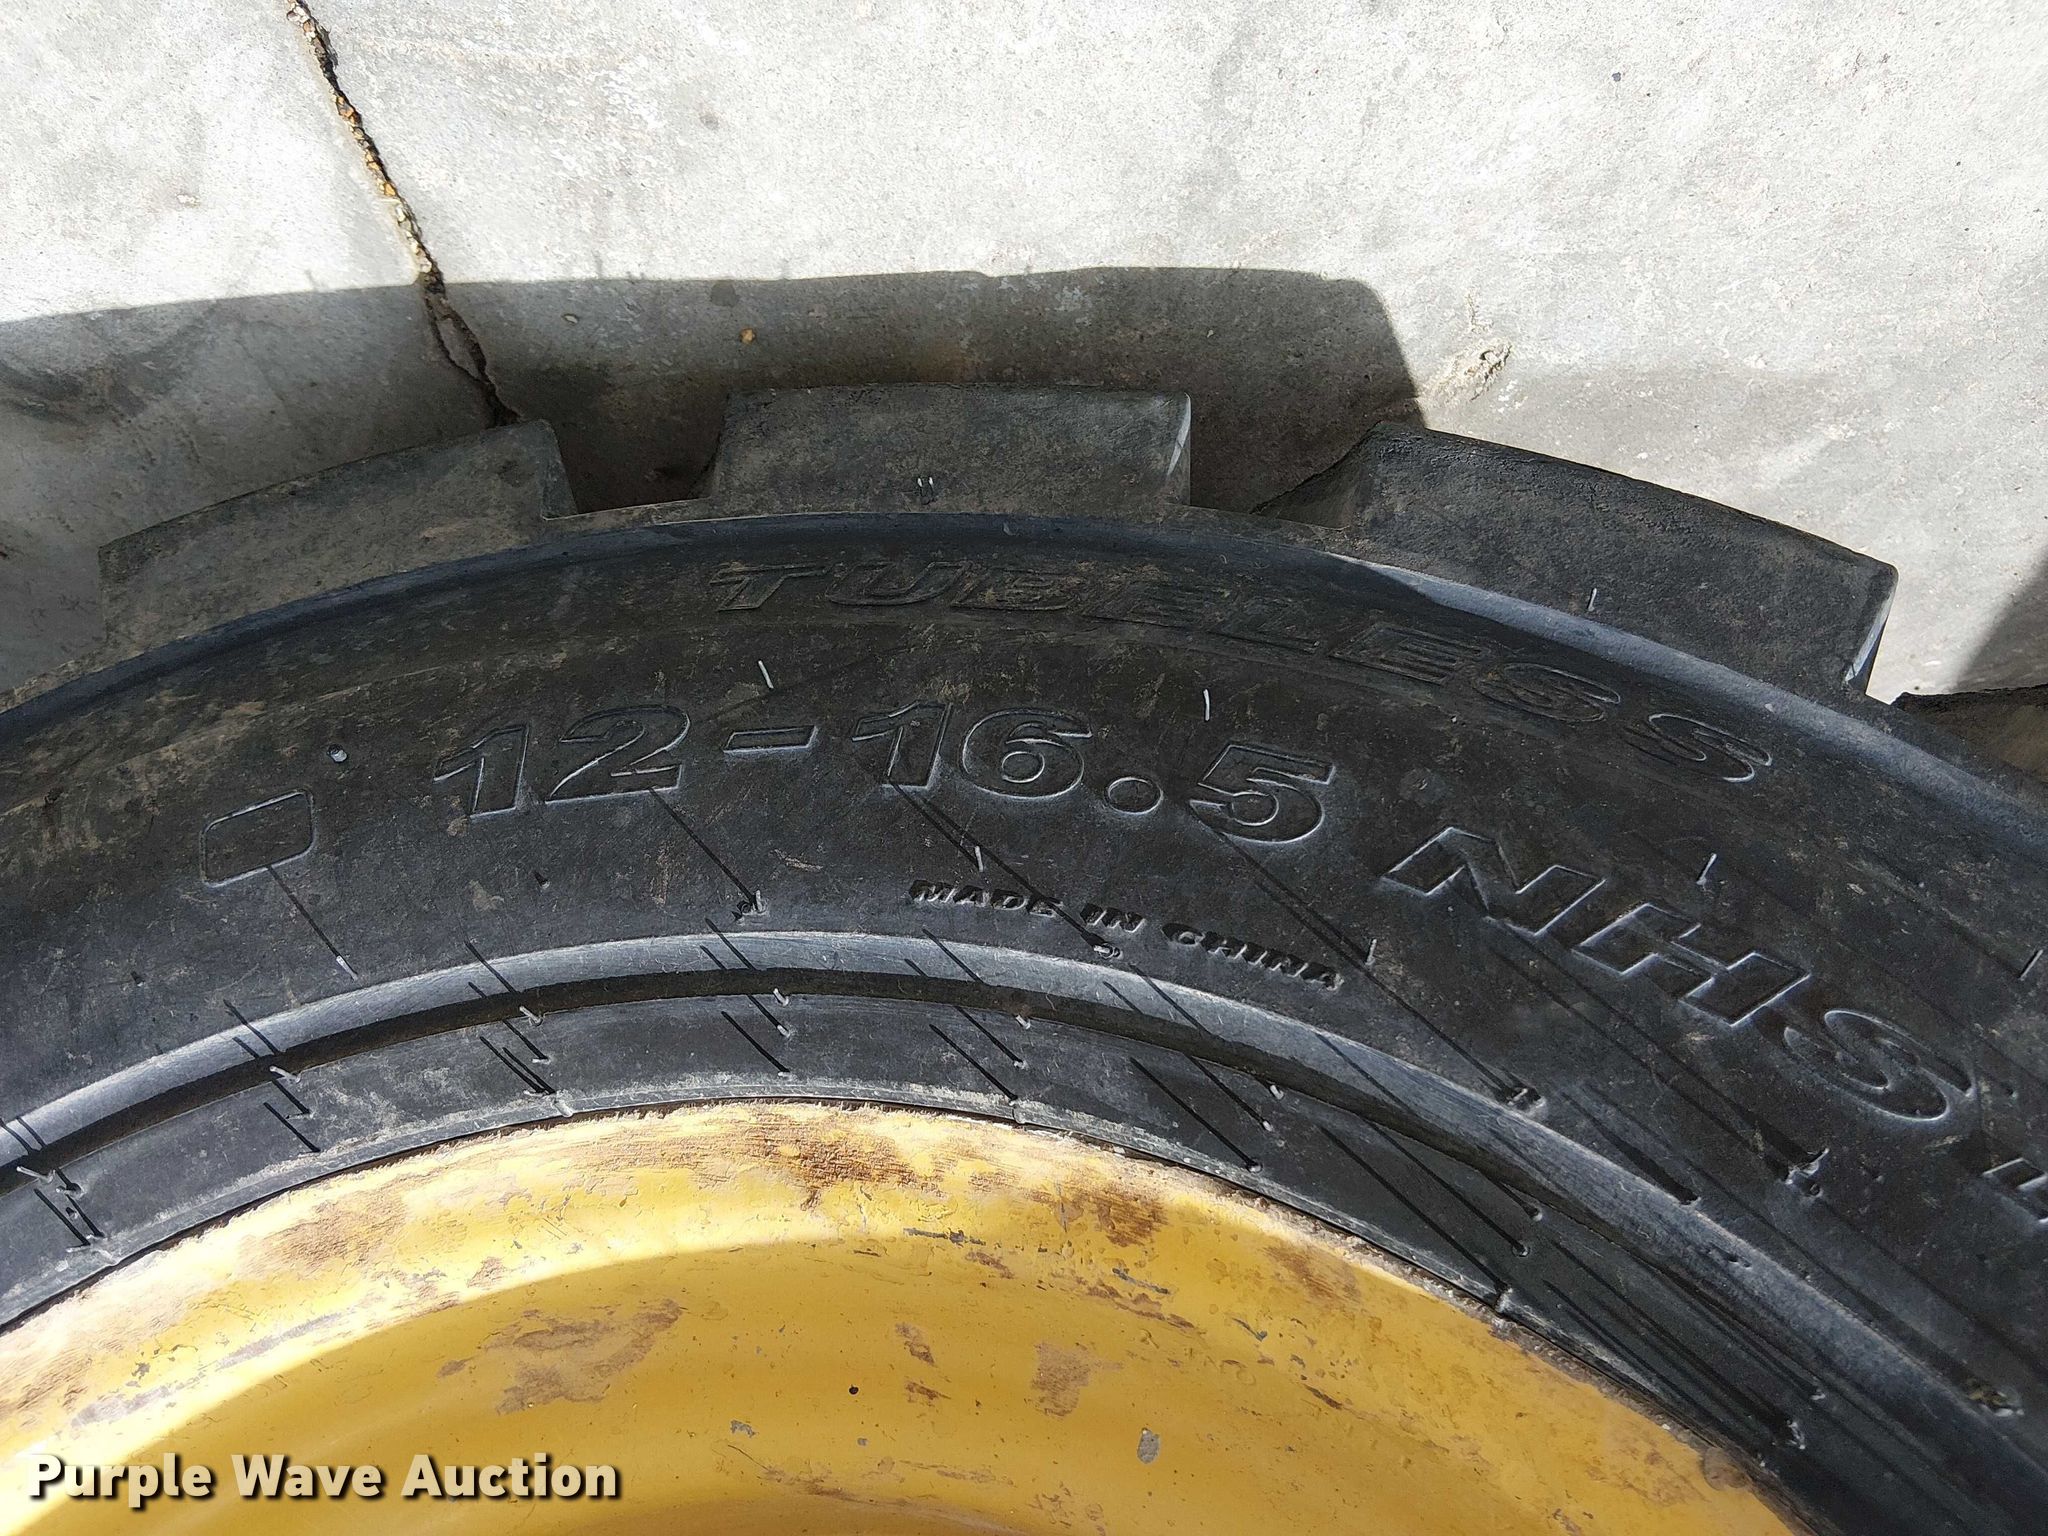 TUBELESS
12-16.5 NHS
MADE IN CHINA
Purple Wave Auction